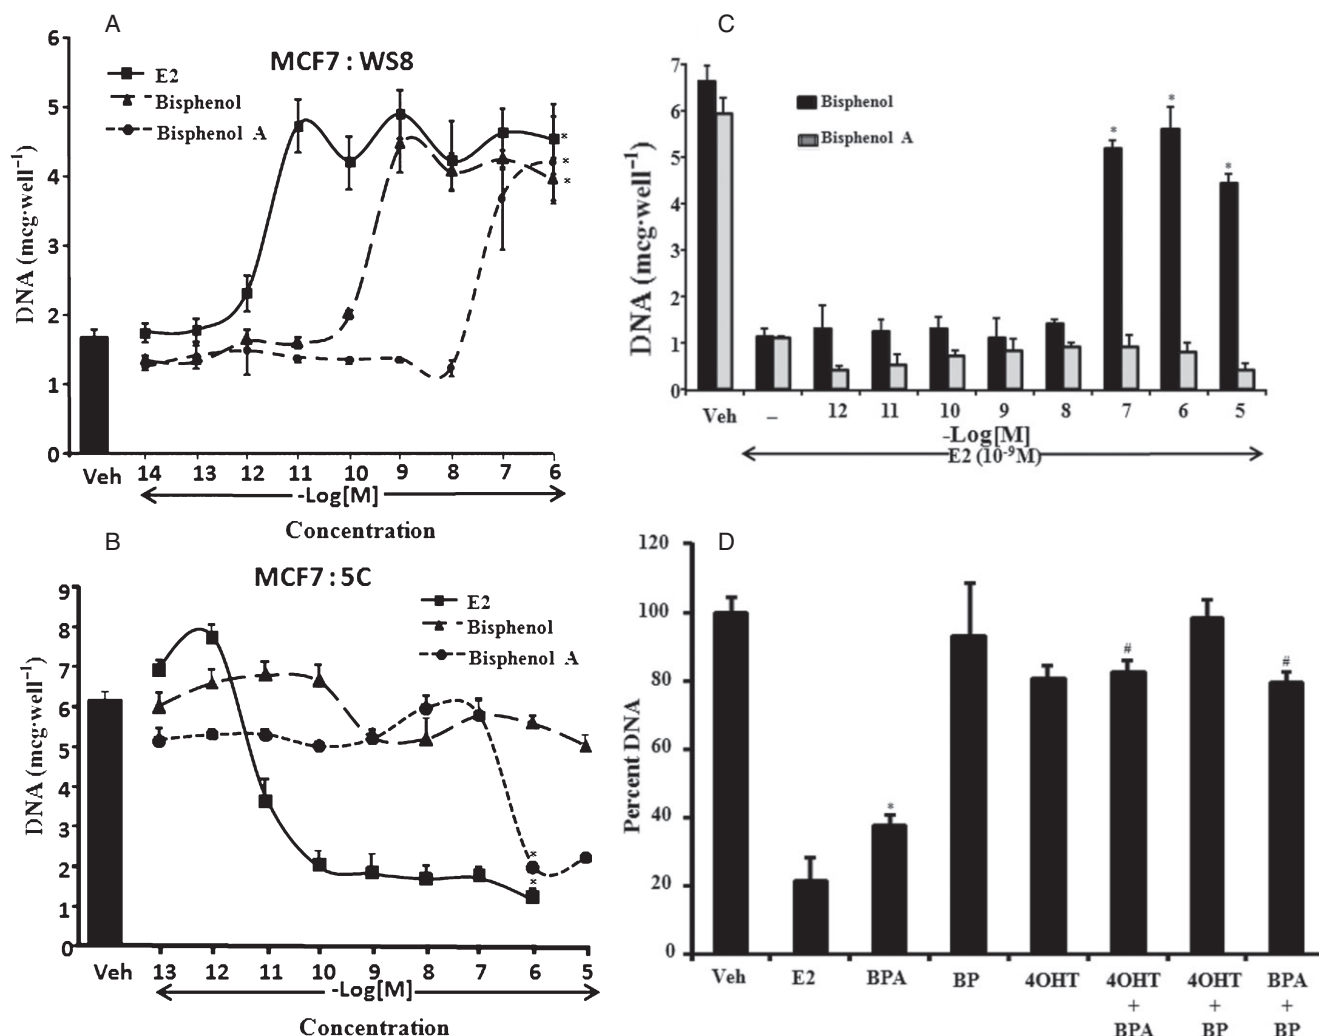 A
MCF7 : WS8
E2
Bisphenol
Bisphenol A
DNA (mcg·well⁻¹)
6
5
4
3
2
1
0
Veh 14 13 12 11 10 9 8 7 6
-Log[M]
Concentration
* * *
B
MCF7 : 5C
E2
Bisphenol
Bisphenol A
DNA (mcg·well⁻¹)
9
8
7
6
5
4
3
2
1
0
Veh 13 12 11 10 9 8 7 6 5
-Log[M]
Concentration
* *
C
Bisphenol
Bisphenol A
DNA (mcg·well⁻¹)
7
6
5
4
3
2
1
0
* * *
Veh – 12 11 10 9 8 7 6 5
-Log[M]
E2 (10⁻⁹M)
D
Percent DNA
120
100
80
60
40
20
0
* # #
Veh E2 BPA BP 4OHT 4OHT + BPA 4OHT + BP BPA + BP